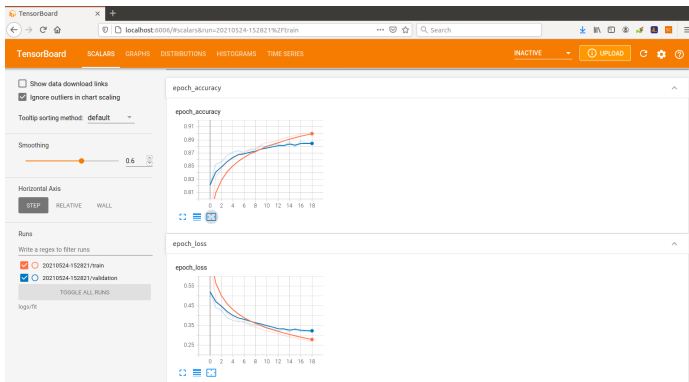 TensorBoard
localhost:6006/#scalars&run=20210524-152821%2Ftrain
Search
TensorBoard
SCALARS
GRAPHS
DISTRIBUTIONS
HISTOGRAMS
TIME SERIES
INACTIVE
UPLOAD
Show data download links
Ignore outliers in chart scaling
Tooltip sorting method: default
Smoothing
0.6
Horizontal Axis
STEP
RELATIVE
WALL
Runs
Write a regex to filter runs
20210524-152821/train
20210524-152821/validation
TOGGLE ALL RUNS
logs/fit
epoch_accuracy
epoch_accuracy
0.91
0.89
0.87
0.85
0.83
0.81
0 2 4 6 8 10 12 14 16 18
epoch_loss
epoch_loss
0.55
0.45
0.35
0.25
0 2 4 6 8 10 12 14 16 18